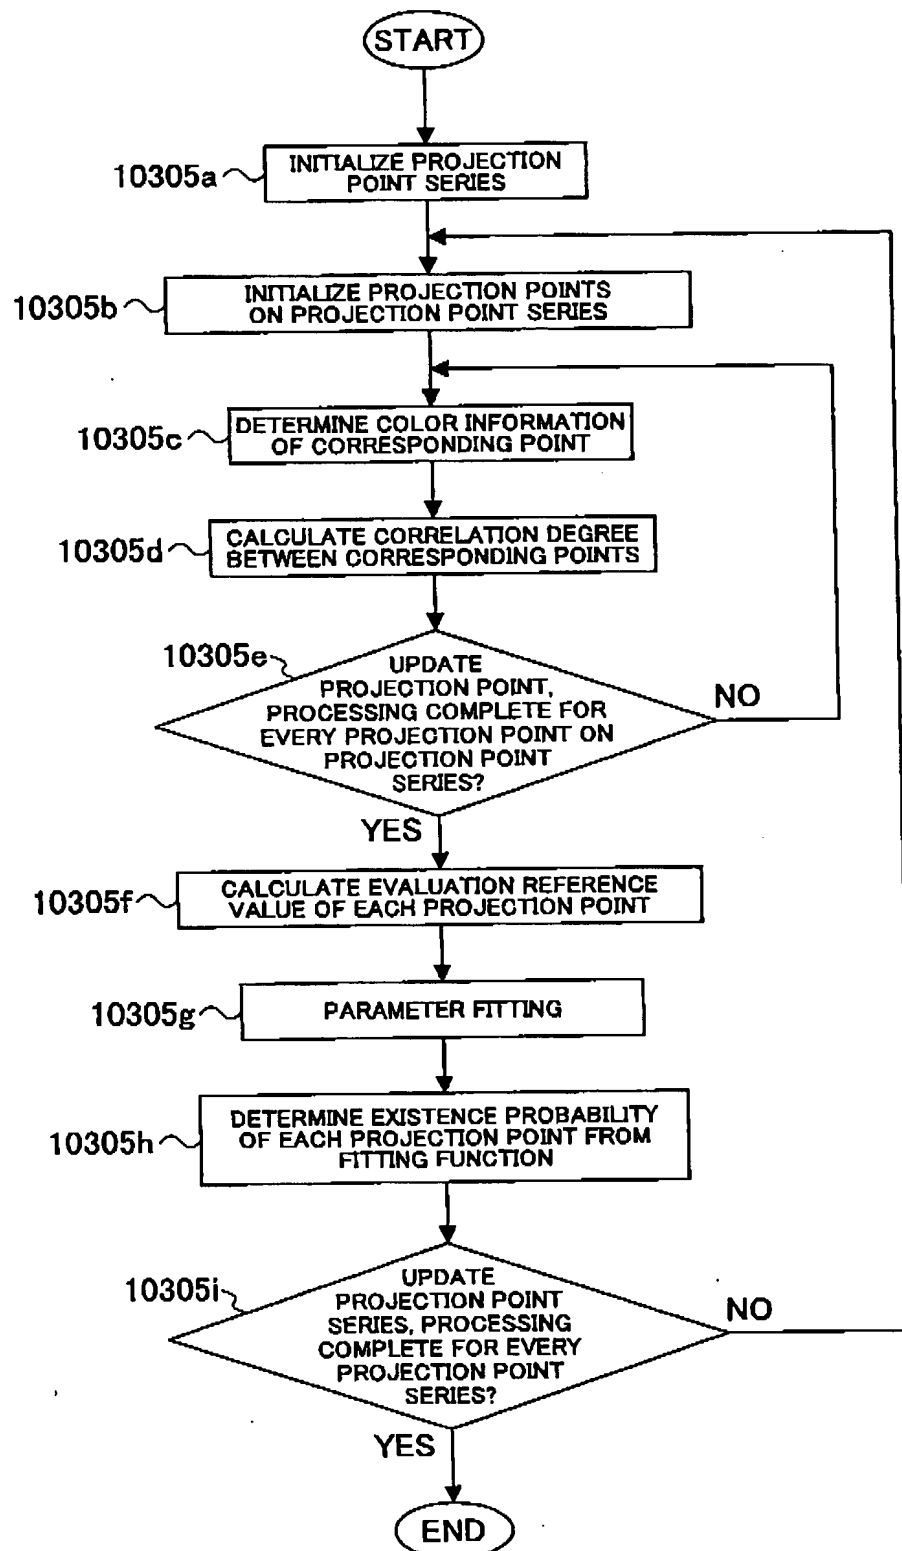 START
10305a
INITIALIZE PROJECTION
POINT SERIES
10305b
INITIALIZE PROJECTION POINTS
ON PROJECTION POINT SERIES
10305c
DETERMINE COLOR INFORMATION
OF CORRESPONDING POINT
10305d
CALCULATE CORRELATION DEGREE
BETWEEN CORRESPONDING POINTS
10305e
UPDATE
PROJECTION POINT,
PROCESSING COMPLETE FOR
EVERY PROJECTION POINT ON
PROJECTION POINT
SERIES?
NO
YES
10305f
CALCULATE EVALUATION REFERENCE
VALUE OF EACH PROJECTION POINT
10305g
PARAMETER FITTING
10305h
DETERMINE EXISTENCE PROBABILITY
OF EACH PROJECTION POINT FROM
FITTING FUNCTION
10305i
UPDATE
PROJECTION POINT
SERIES, PROCESSING
COMPLETE FOR EVERY
PROJECTION POINT
SERIES?
NO
YES
END